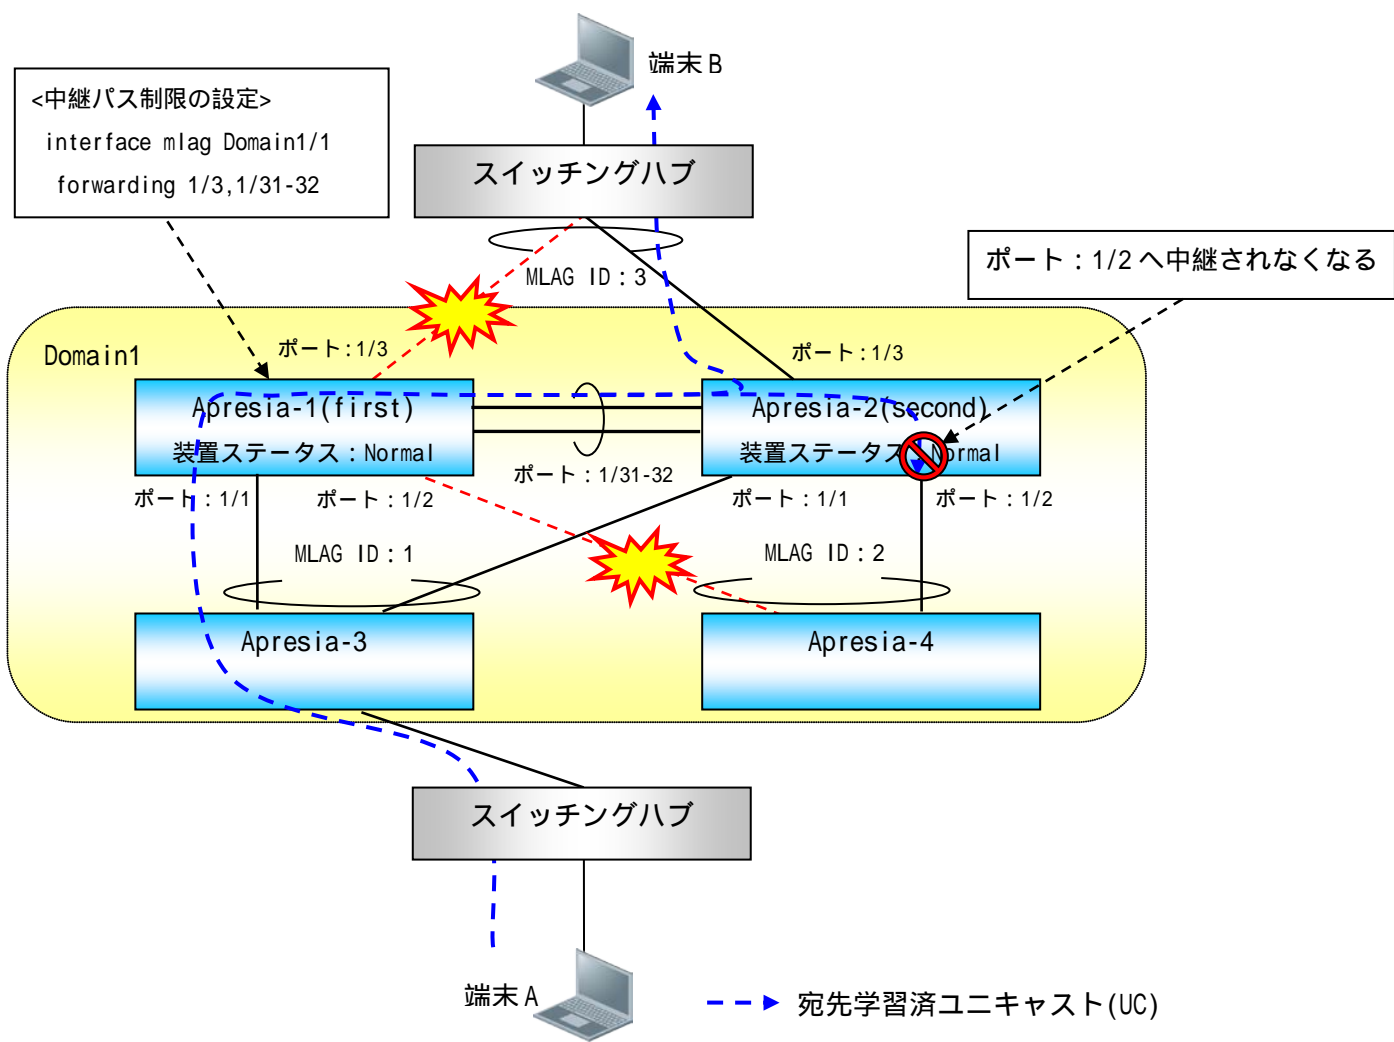 端末B
<中継パス制限の設定>
interface mlag Domain1/1
forwarding 1/3,1/31-32
スイッチングハブ
ポート：1/2 へ中継されなくなる
MLAG ID：3
Domain1
ポート:1/3
ポート:1/3
Apresia-1(first)
装置ステータス：Normal
Apresia-2(second)
装置ステータス：Normal
ポート：1/31-32
ポート：1/1
ポート：1/2
ポート：1/1
ポート：1/2
MLAG ID：1
MLAG ID：2
Apresia-3
Apresia-4
スイッチングハブ
端末A
宛先学習済ユニキャスト(UC)